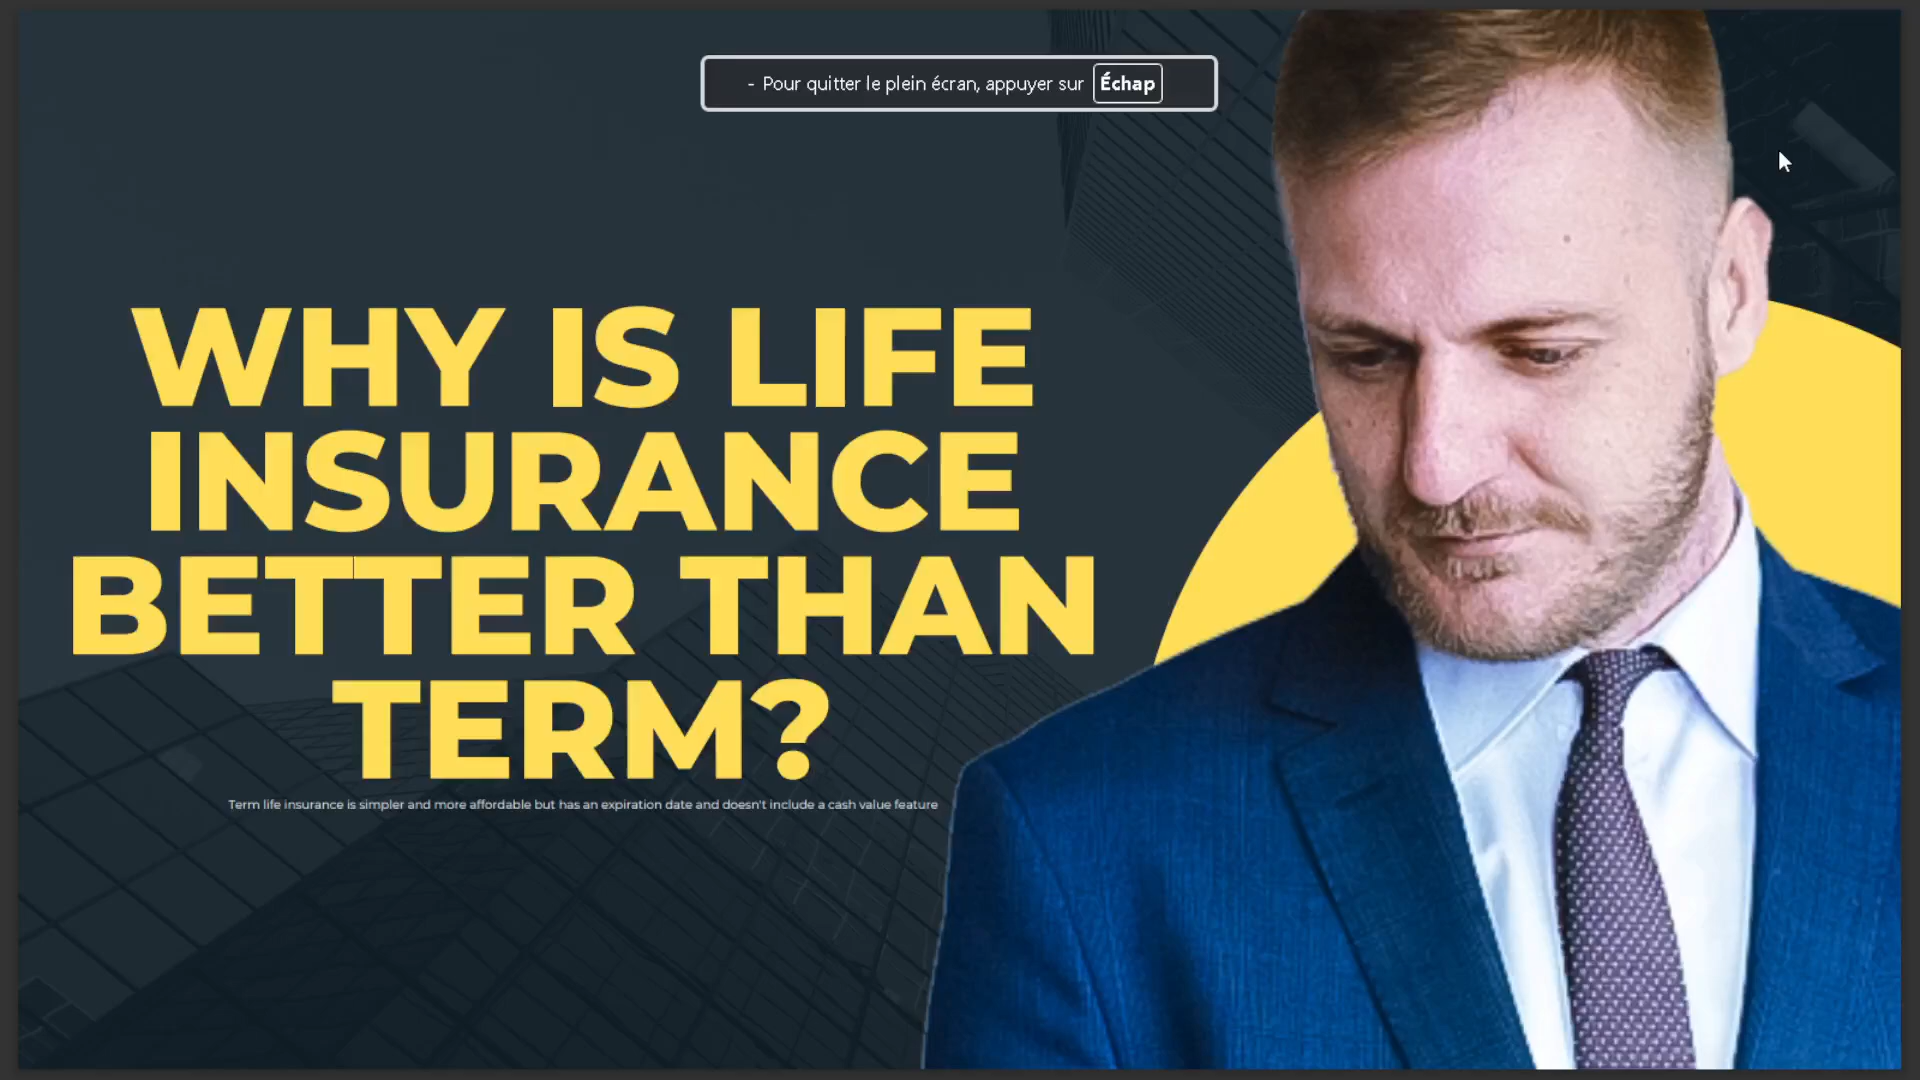 - Pour quitter le plein écran, appuyer sur Échap
WHY IS LIFE
INSURANCE
BETTER THAN
TERM?
Term life insurance is simpler and more affordable but has an expiration date and doesn't include a cash value feature